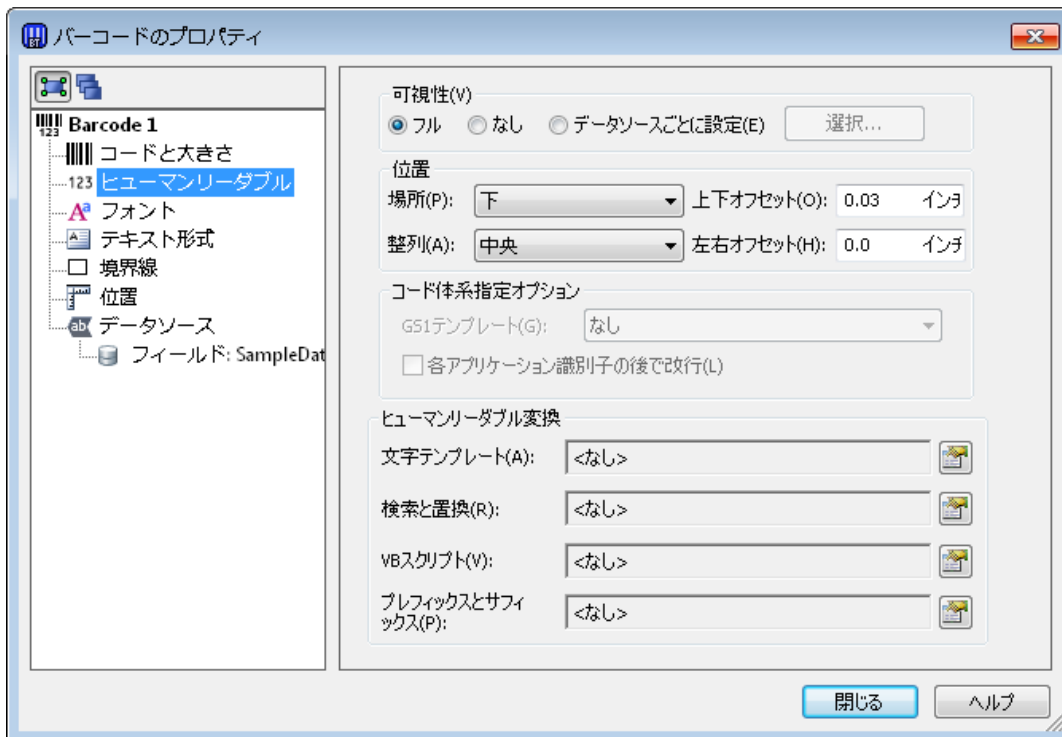 バーコードのプロパティ
Barcode 1
コードと大きさ
ヒューマンリーダブル
フォント
テキスト形式
境界線
位置
データソース
フィールド: SampleDat
可視性(V)
フル なし データソースごとに設定(E) 選択...
位置
場所(P): 下 上下オフセット(O): 0.03 インチ
整列(A): 中央 左右オフセット(H): 0.0 インチ
コード体系指定オプション
GS1テンプレート(G): なし
各アプリケーション識別子の後で改行(L)
ヒューマンリーダブル変換
文字テンプレート(A): <なし>
検索と置換(R): <なし>
VBスクリプト(V): <なし>
プレフィックスとサフィ
ックス(P): <なし>
閉じる ヘルプ